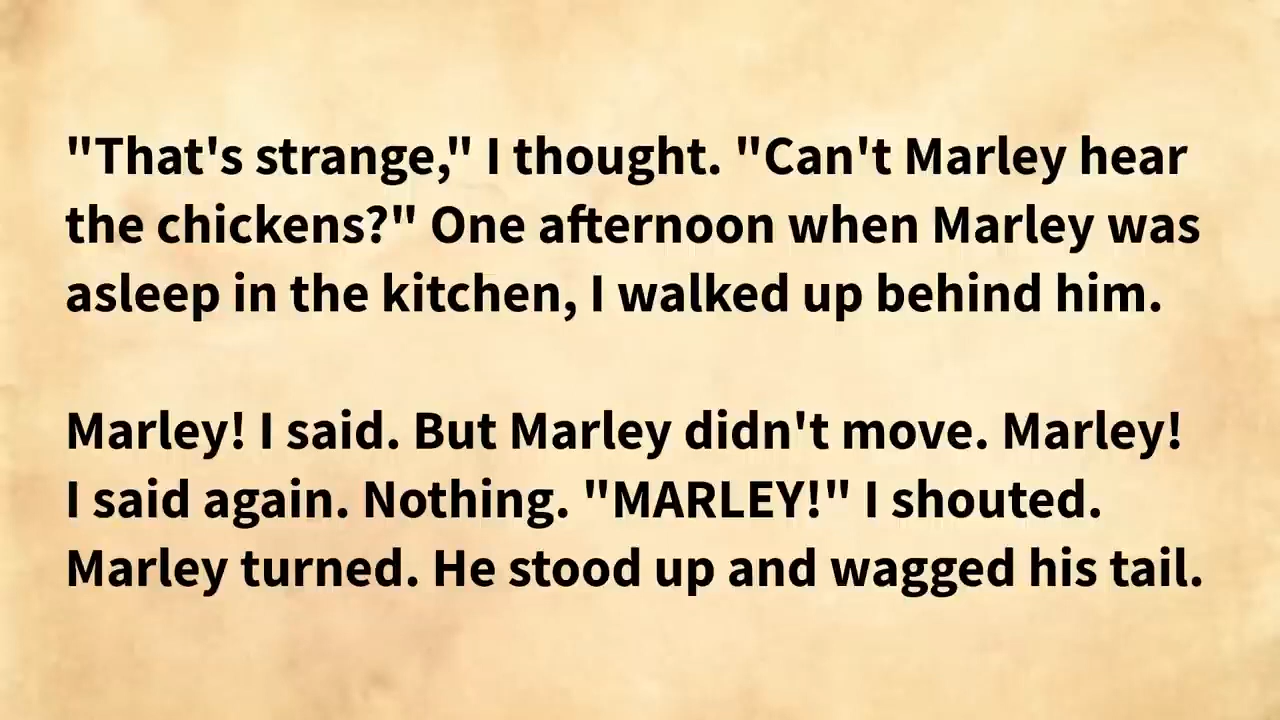 "That's strange," I thought. "Can't Marley hear
the chickens?" One afternoon when Marley was
asleep in the kitchen, I walked up behind him.
Marley! I said. But Marley didn't move. Marley!
I said again. Nothing. "MARLEY!" I shouted.
Marley turned. He stood up and wagged his tail.